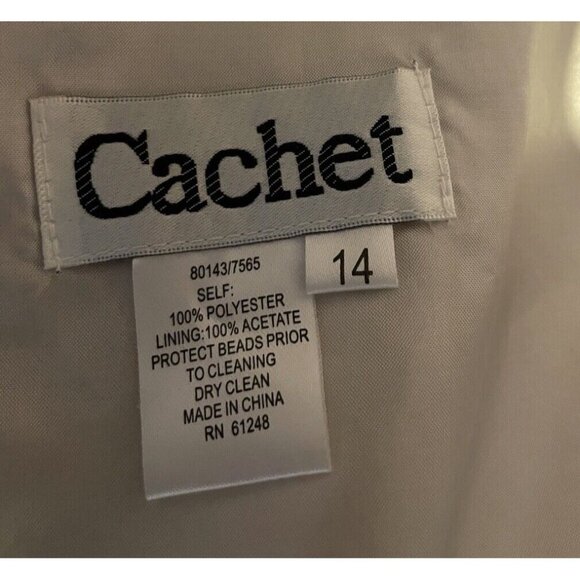 Cachet
14
80143/7565
SELF:
100% POLYESTER
LINING:100% ACETATE
PROTECT BEADS PRIOR
TO CLEANING
DRY CLEAN
MADE IN CHINA
RN 61248